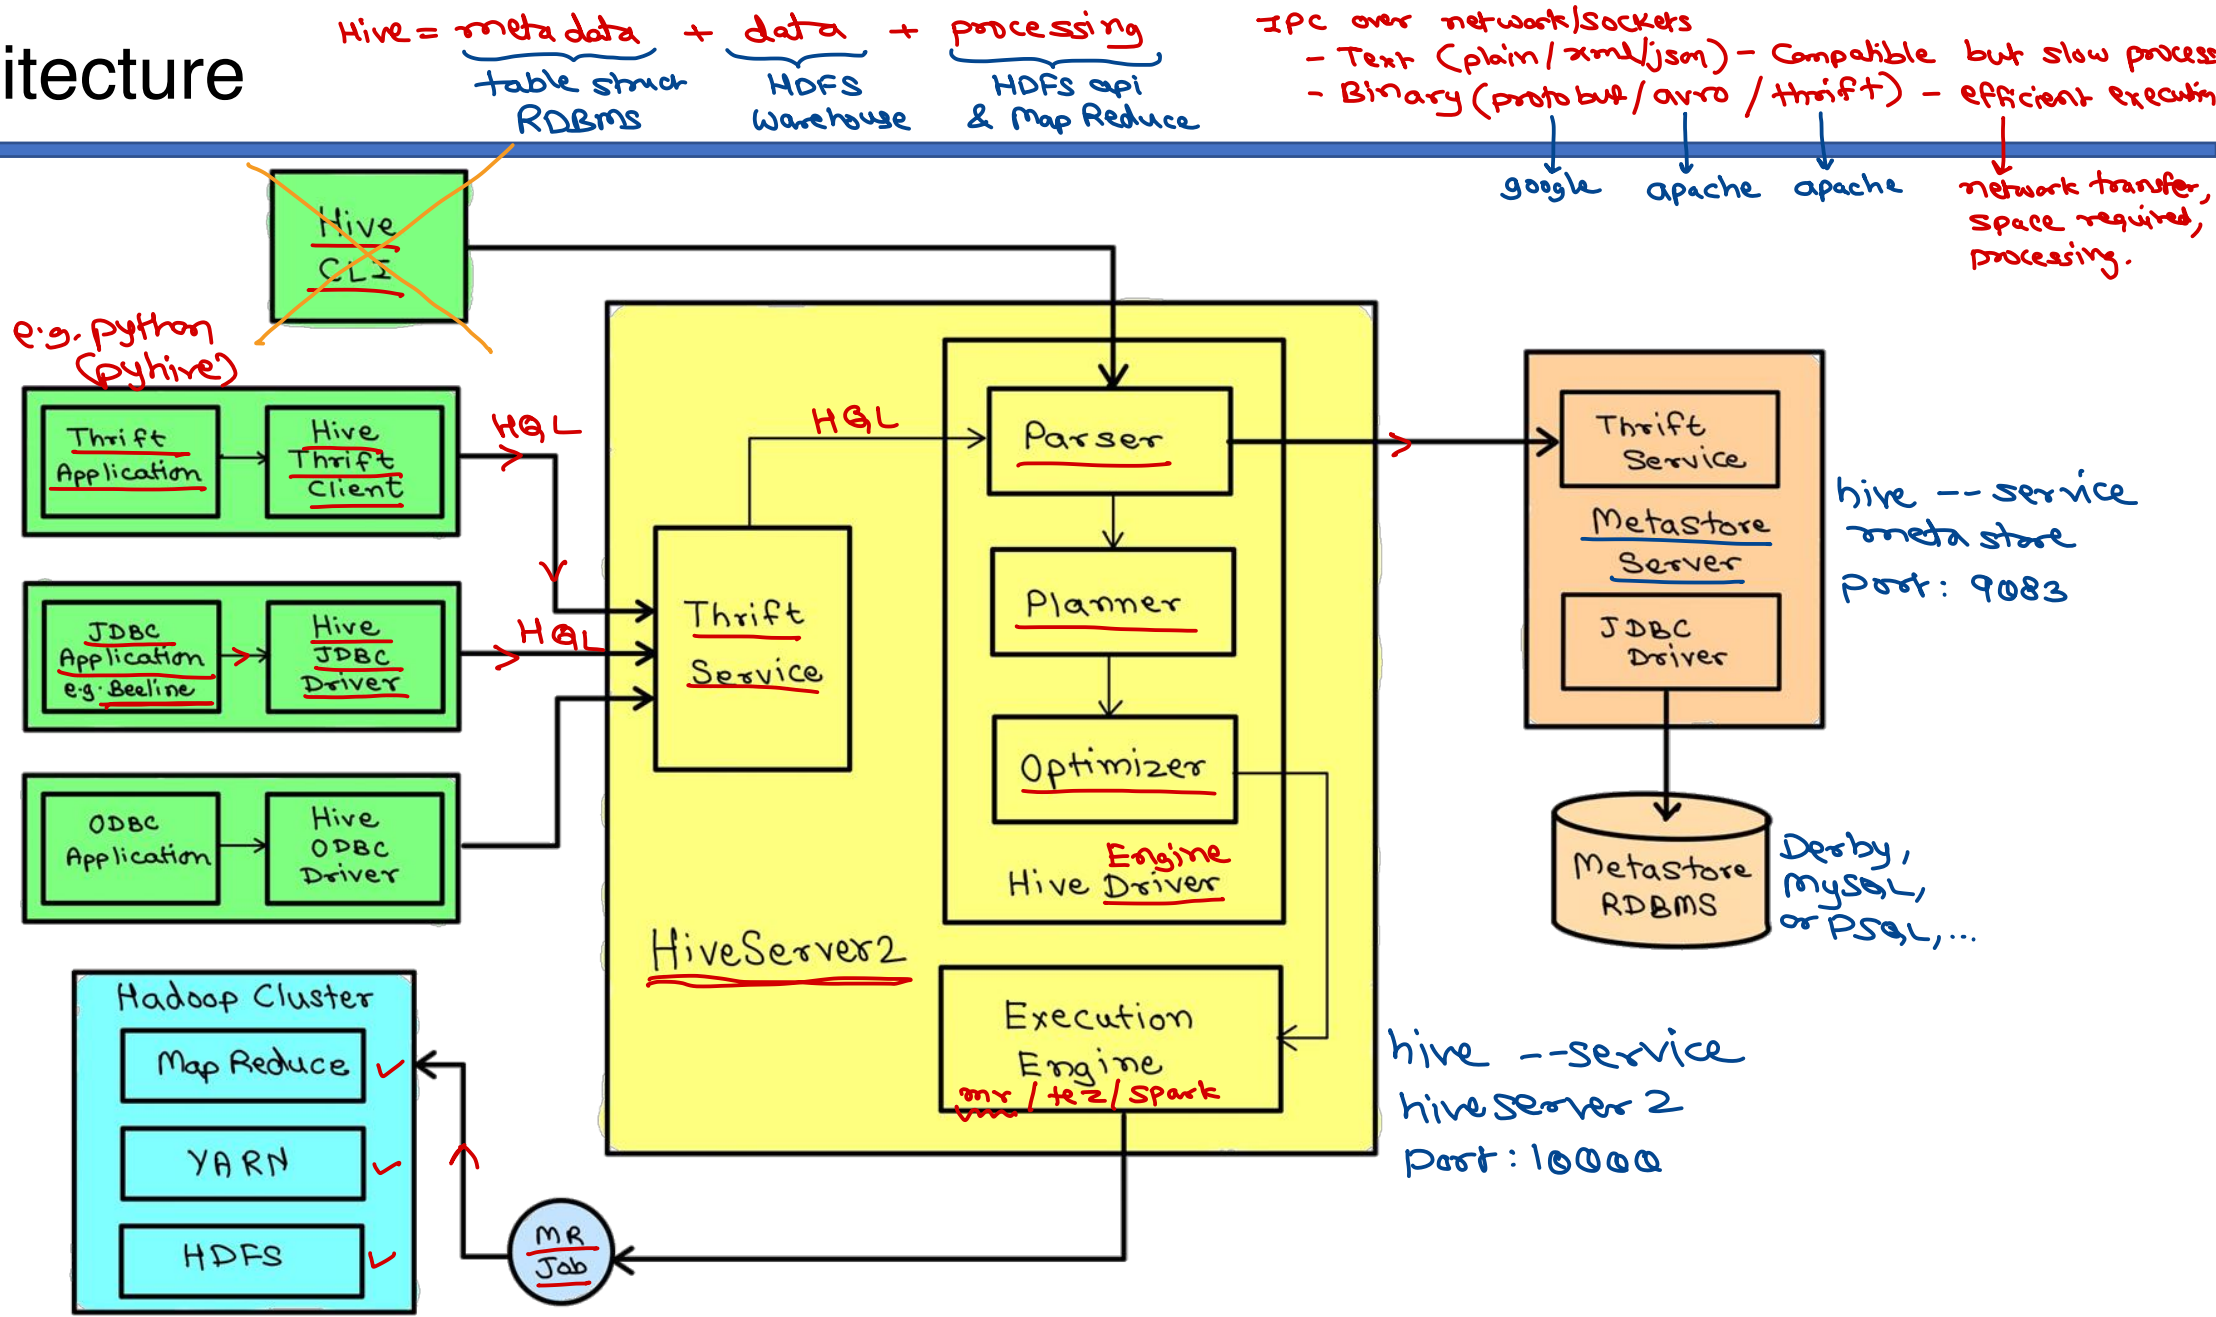 itecture
Hive = meta data + data + processing
table struct
RDBMS
HDFS
warehouse
HDFS api
& Map Reduce
IPC over network/sockets
- Text (plain/xml/json) - Compatible but slow process
- Binary (protobuf/avro/thrift) - efficient executin
google
apache
apache
network transfer,
space required,
processing.
Hive
CLI
e.g. python
(pyhive)
Thrift
Application
Hive
Thrift
Client
HQL
JDBC
Application
e.g. Beeline
Hive
JDBC
Driver
HQL
ODBC
Application
Hive
ODBC
Driver
Thrift
Service
HQL
Parser
Planner
Optimizer
Engine
Hive Driver
HiveServer2
Execution
Engine
mr/tez/spark
Thrift
Service
Metastore
Server
JDBC
Driver
hive --service
meta store
port: 9083
Metastore
RDBMS
Derby,
MySQL,
or PSQL,...
hive --service
hiveserver2
port: 10000
Hadoop Cluster
Map Reduce
YARN
HDFS
MR
Job